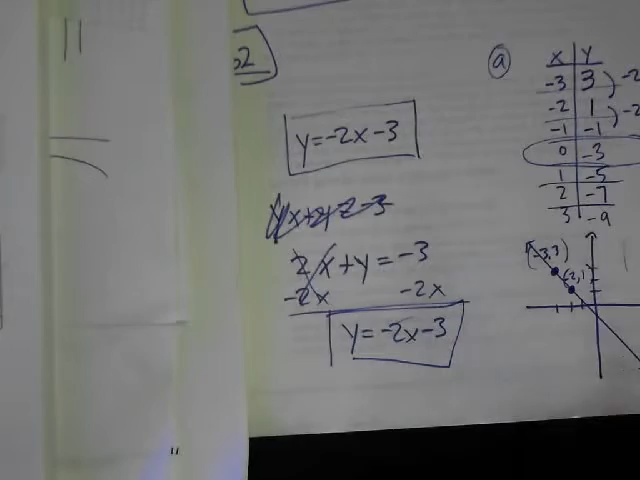 y=-2x-3
2x+y=-3
-2x -2x
y=-2x-3
a
x y
-3 3 -2
-2 1 -2
-1 -1
0 -3
1 -5
2 -7
3 -9
(-3,3)
(-2,1)